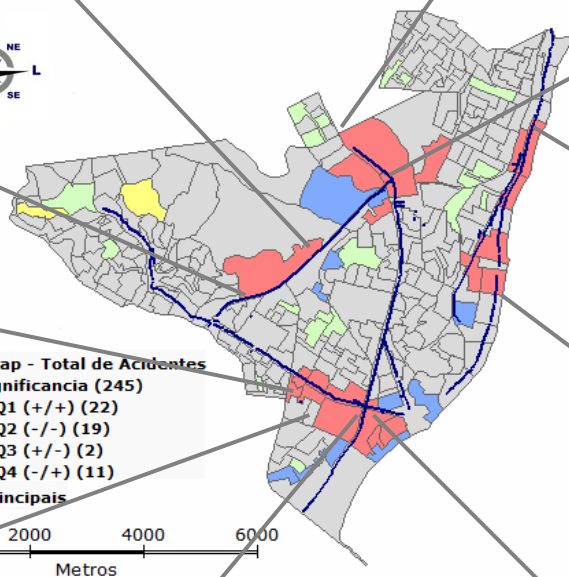 NE
L
SE
ap - Total de Acidentes
gnificancia (245)
Q1 (+/+) (22)
Q2 (-/-) (19)
Q3 (+/-) (2)
Q4 (-/+) (11)
incipais
2000 4000 6000
Metros